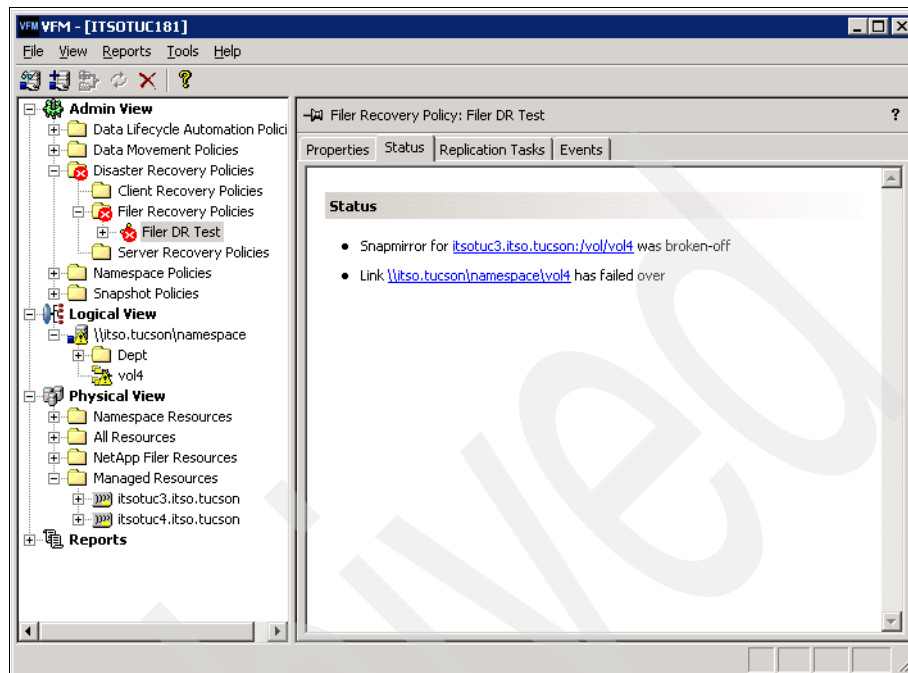 VFM VFM - [ITSOTUC181]
File View Reports Tools Help
Admin View
Data Lifecycle Automation Polici
Data Movement Policies
Disaster Recovery Policies
Client Recovery Policies
Filer Recovery Policies
Filer DR Test
Server Recovery Policies
Namespace Policies
Snapshot Policies
Logical View
\\itso.tucson\namespace
Dept
vol4
Physical View
Namespace Resources
All Resources
NetApp Filer Resources
Managed Resources
itsotuc3.itso.tucson
itsotuc4.itso.tucson
Reports
Filer Recovery Policy: Filer DR Test ?
Properties Status Replication Tasks Events
Status
• Snapmirror for itsotuc3.itso.tucson:/vol/vol4 was broken-off
• Link \\itso.tucson\namespace\vol4 has failed over